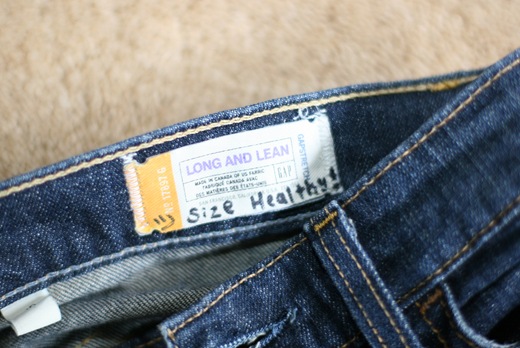 LONG AND LEAN
MADE IN CANADA OF US FABRIC
FABRIQUÉ CANADA AVEC
DES MATIÈRES DES ÉTATS-UNIS
GAP
GAPSTRETCH
Size Healthy!